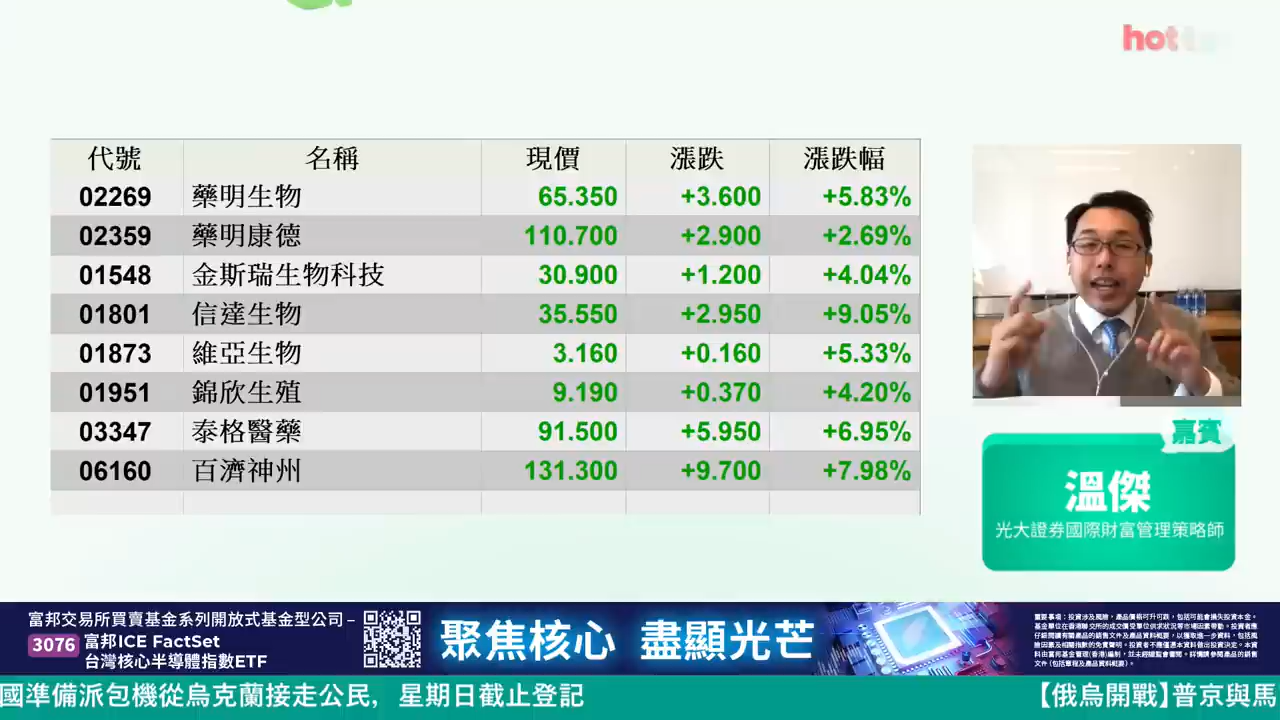 hot
代號 名稱 現價 漲跌 漲跌幅
02269 藥明生物 65.350 +3.600 +5.83%
02359 藥明康德 110.700 +2.900 +2.69%
01548 金斯瑞生物科技 30.900 +1.200 +4.04%
01801 信達生物 35.550 +2.950 +9.05%
01873 維亞生物 3.160 +0.160 +5.33%
01951 錦欣生殖 9.190 +0.370 +4.20%
03347 泰格醫藥 91.500 +5.950 +6.95%
06160 百濟神州 131.300 +9.700 +7.98%
嘉賓
溫傑
光大證券國際財富管理策略師
富邦交易所買賣基金系列開放式基金型公司 –
3076 富邦ICE FactSet
台灣核心半導體指數ETF
聚焦核心 盡顯光芒
國準備派包機從烏克蘭接走公民，星期日截止登記
【俄烏開戰】普京與馬